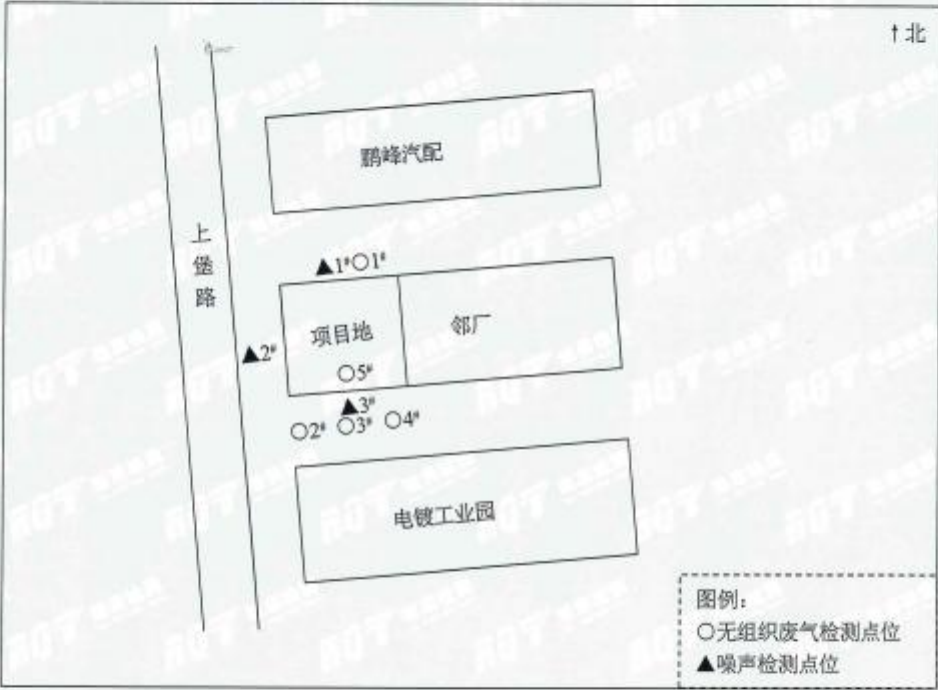 ↑北
鹏峰汽配
上堡路
▲1#○1#
项目地
邻厂
▲2#
○5#
▲3#
○2# ○3# ○4#
电镀工业园
图例：
○无组织废气检测点位
▲噪声检测点位